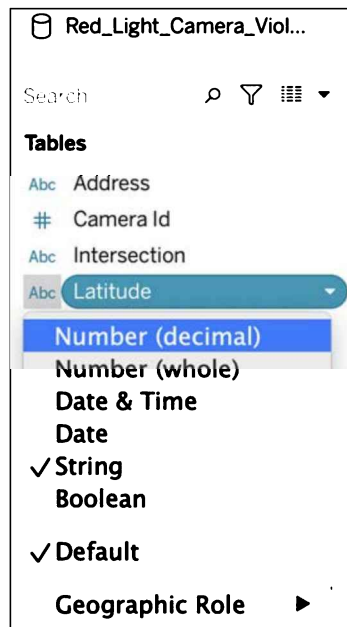 Red_Light_Camera_Viol...
Search
Tables
Abc Address
# Camera Id
Abc Intersection
Abc Latitude
Number (decimal)
Number (whole)
Date & Time
Date
✓ String
Boolean
✓ Default
Geographic Role ▶